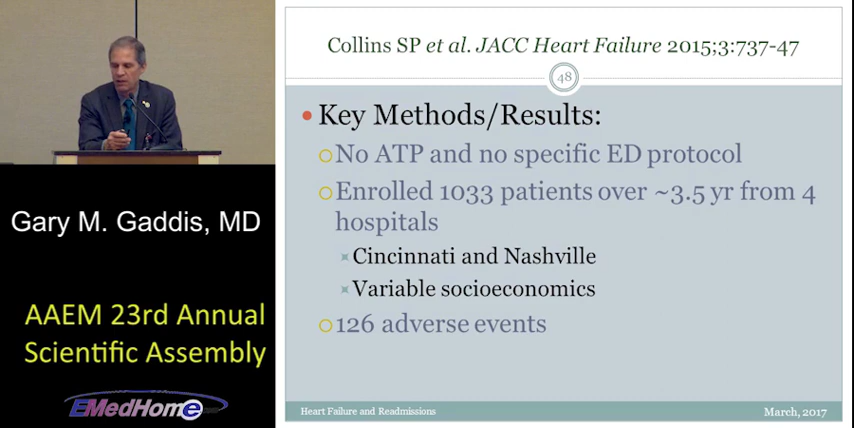 Collins SP et al. JACC Heart Failure 2015;3:737-47
48
Key Methods/Results:
No ATP and no specific ED protocol
Enrolled 1033 patients over ~3.5 yr from 4
hospitals
Cincinnati and Nashville
Variable socioeconomics
126 adverse events
Heart Failure and Readmissions
March, 2017
Gary M. Gaddis, MD
AAEM 23rd Annual
Scientific Assembly
EMedHome